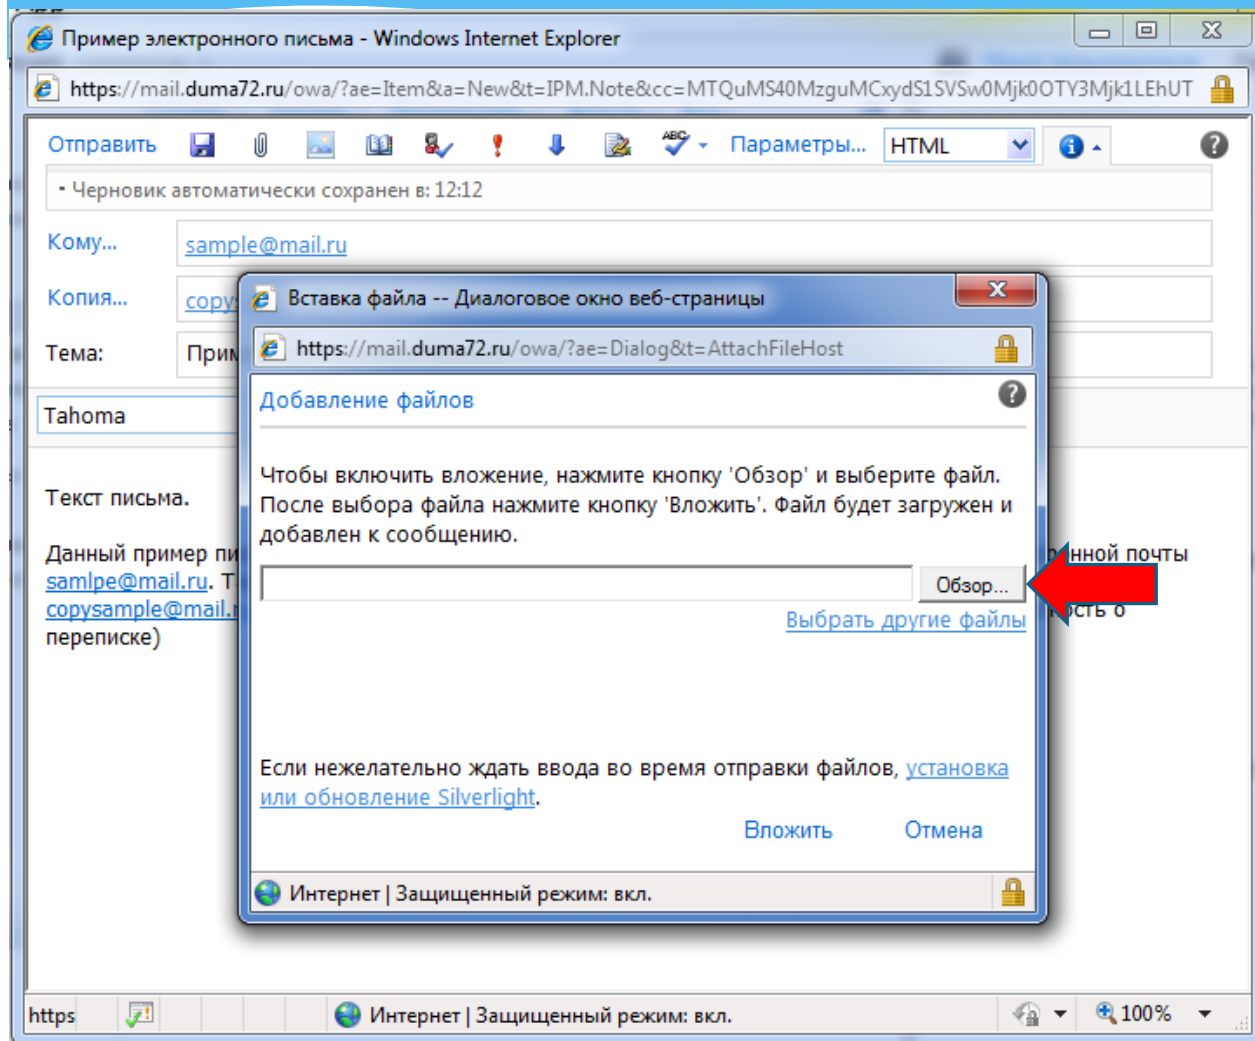 Пример электронного письма - Windows Internet Explorer
https://mail.duma72.ru/owa/?ae=Item&a=New&t=IPM.Note&cc=MTQuMS40MzguMCxydS1SVSw0Mjk0OTY3Mjk1LEhUT
Отправить ABC Параметры... HTML
Черновик автоматически сохранен в: 12:12
Кому... sample@mail.ru
Копия...
Тема:
Tahoma
Текст письма.
Данный пример
нной почты
samlpe@mail.ru.
copysample@mail.
переписке)
Вставка файла -- Диалоговое окно веб-страницы
https://mail.duma72.ru/owa/?ae=Dialog&t=AttachFileHost
Добавление файлов
Чтобы включить вложение, нажмите кнопку 'Обзор' и выберите файл.
После выбора файла нажмите кнопку 'Вложить'. Файл будет загружен и
добавлен к сообщению.
Обзор...
Выбрать другие файлы
Если нежелательно ждать ввода во время отправки файлов, установка
или обновление Silverlight.
Вложить Отмена
Интернет | Защищенный режим: вкл.
https Интернет | Защищенный режим: вкл. 100%